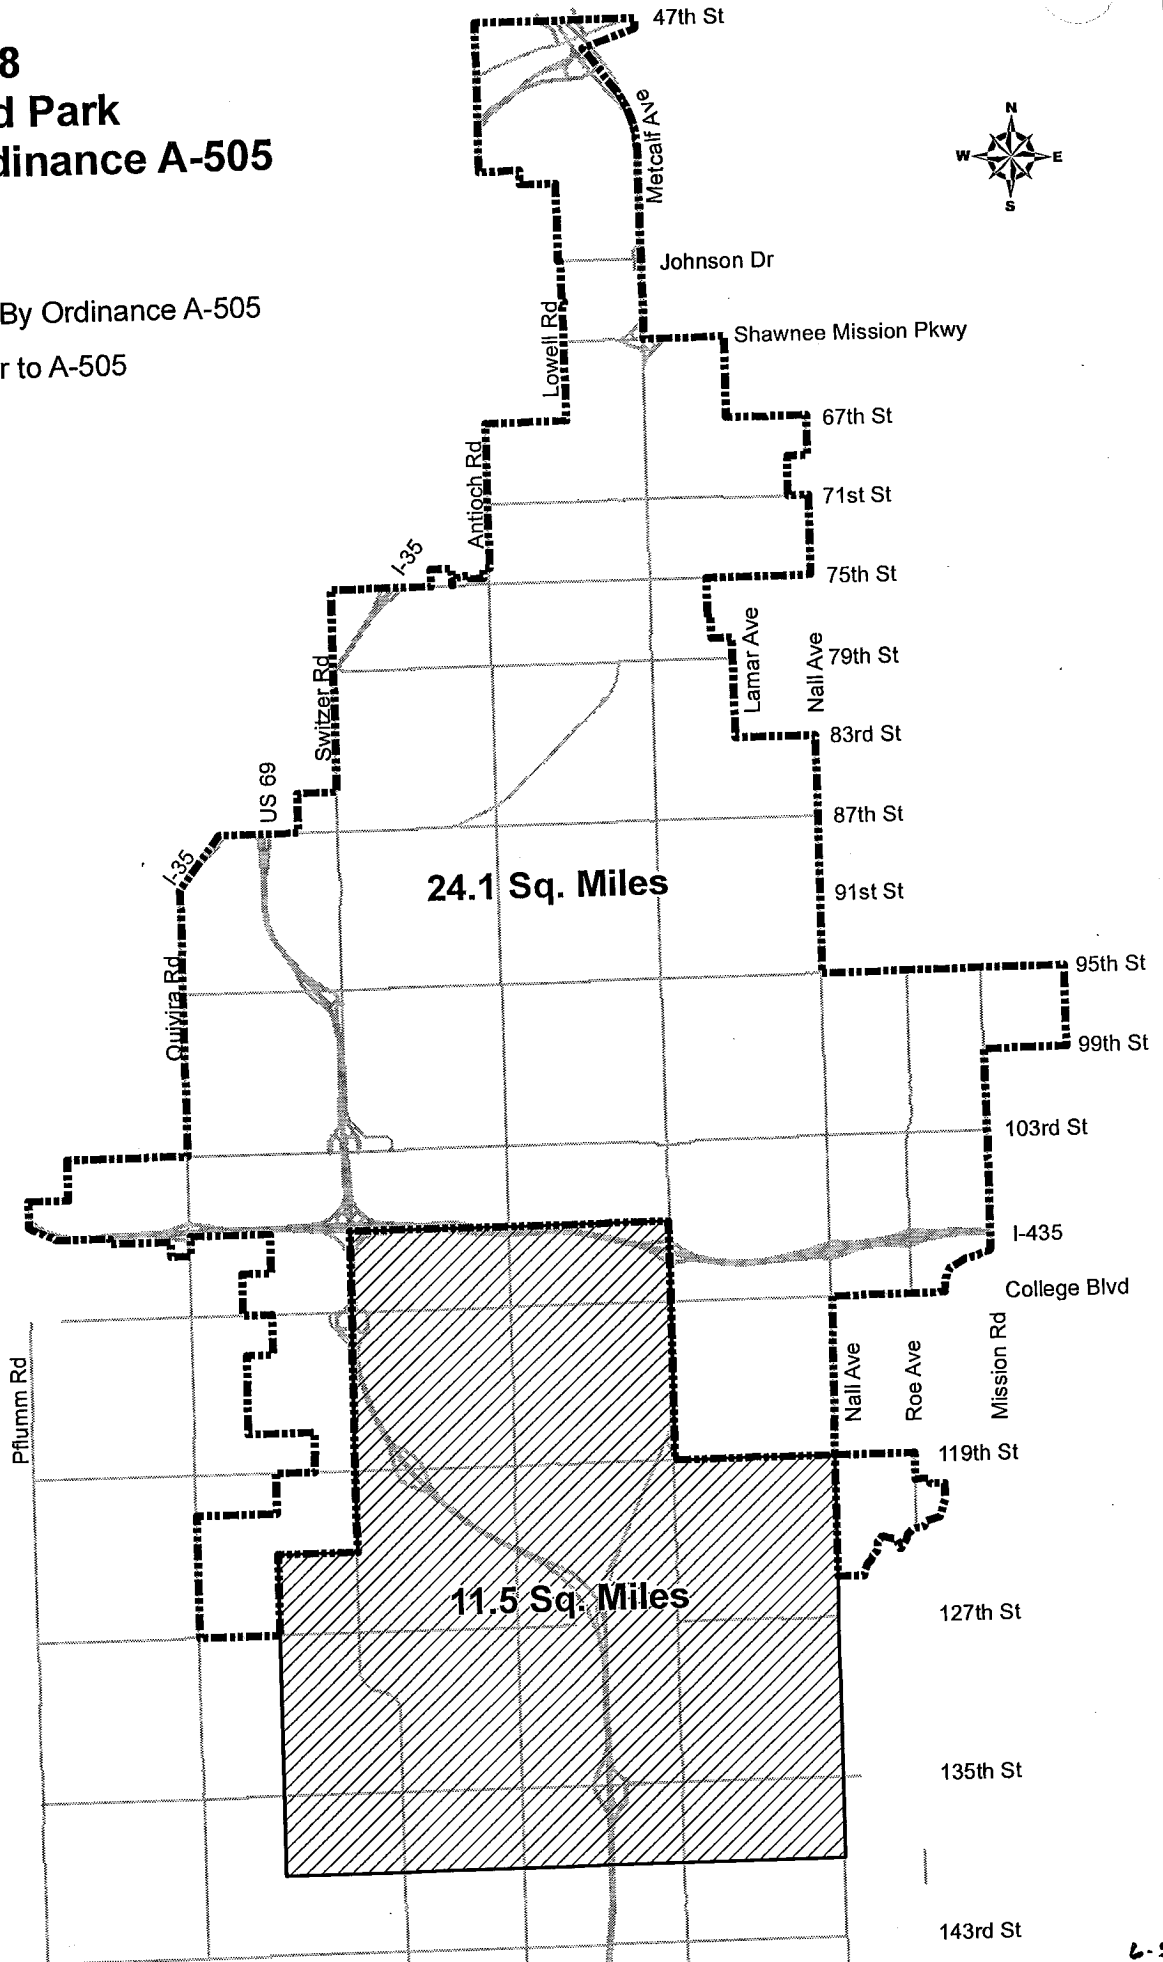 47th St
8
d Park
dinance A-505
N
W E
S
Metcalf Ave
Johnson Dr
By Ordinance A-505
Lowell Rd
Shawnee Mission Pkwy
r to A-505
67th St
Antioch Rd
71st St
I-35
75th St
Lamar Ave
Nall Ave
79th St
Switzer Rd
83rd St
US 69
87th St
I-35
24.1 Sq. Miles
91st St
Quivira Rd
95th St
99th St
103rd St
I-435
College Blvd
Pflumm Rd
Nall Ave
Roe Ave
Mission Rd
119th St
11.5 Sq. Miles
127th St
135th St
143rd St